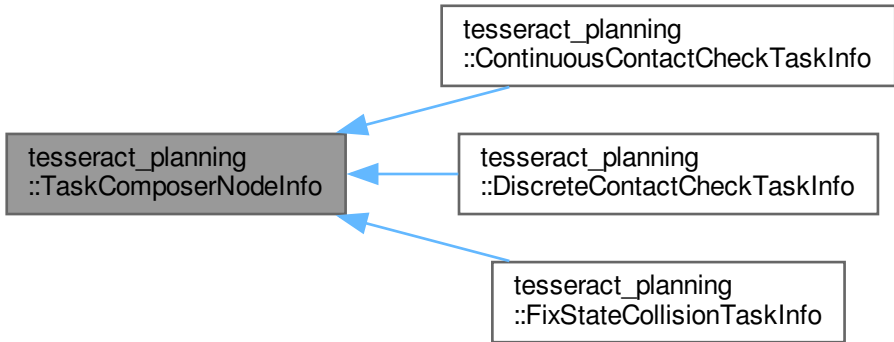 tesseract_planning
::ContinuousContactCheckTaskInfo
tesseract_planning
::TaskComposerNodeInfo
tesseract_planning
::DiscreteContactCheckTaskInfo
tesseract_planning
::FixStateCollisionTaskInfo